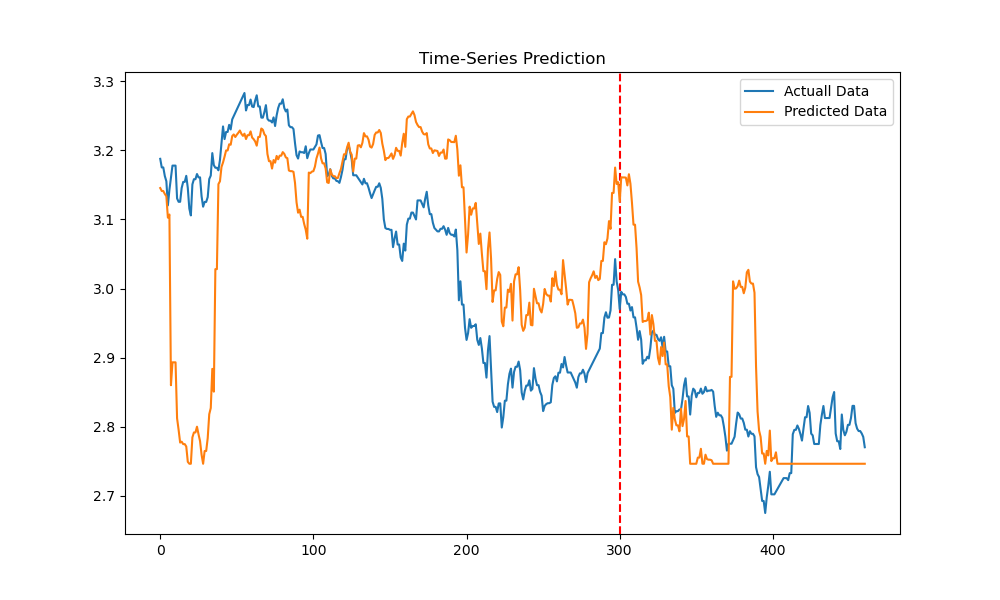 Time-Series Prediction
Actuall Data
Predicted Data
3.3
3.2
3.1
3.0
2.9
2.8
2.7
0 100 200 300 400